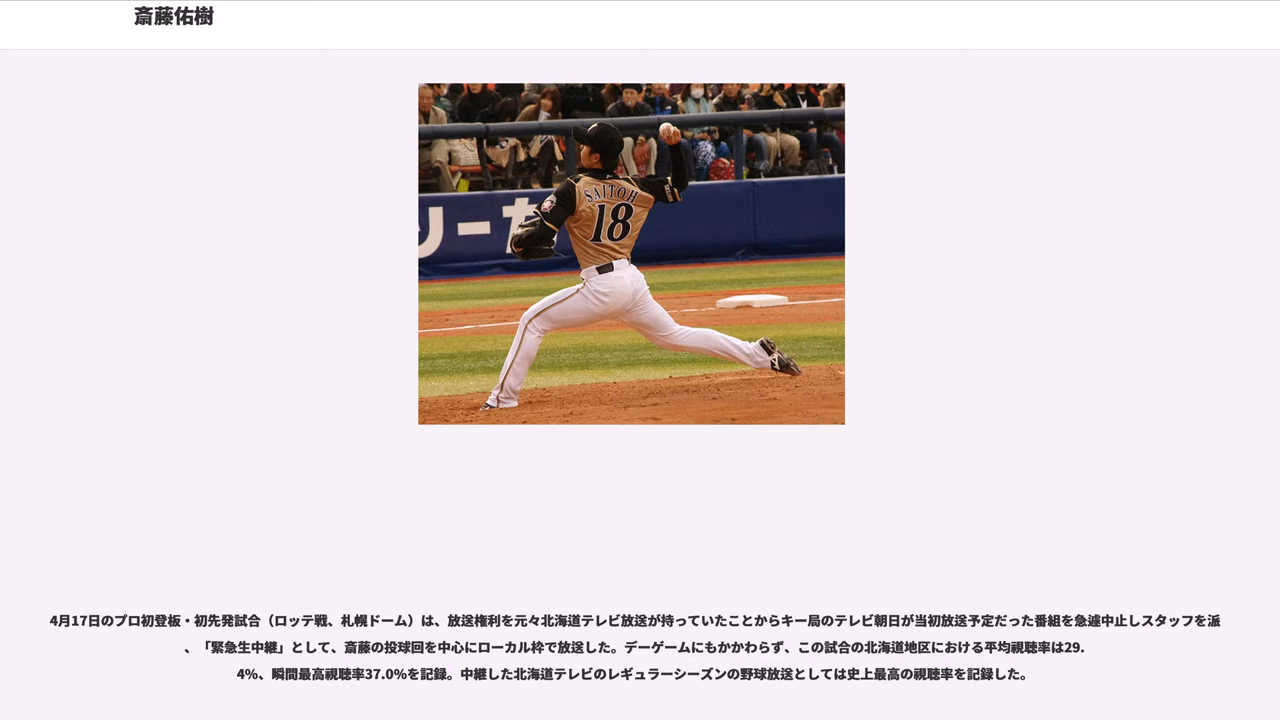 斎藤佑樹
リーな
SAITOH
18
4月17日のプロ初登板・初先発試合（ロッテ戦、札幌ドーム）は、放送権利を元々北海道テレビ放送が持っていたことからキー局のテレビ朝日が当初放送予定だった番組を急遽中止しスタッフを派
、「緊急生中継」として、斎藤の投球回を中心にローカル枠で放送した。デーゲームにもかかわらず、この試合の北海道地区における平均視聴率は29.
4%、瞬間最高視聴率37.0%を記録。中継した北海道テレビのレギュラーシーズンの野球放送としては史上最高の視聴率を記録した。